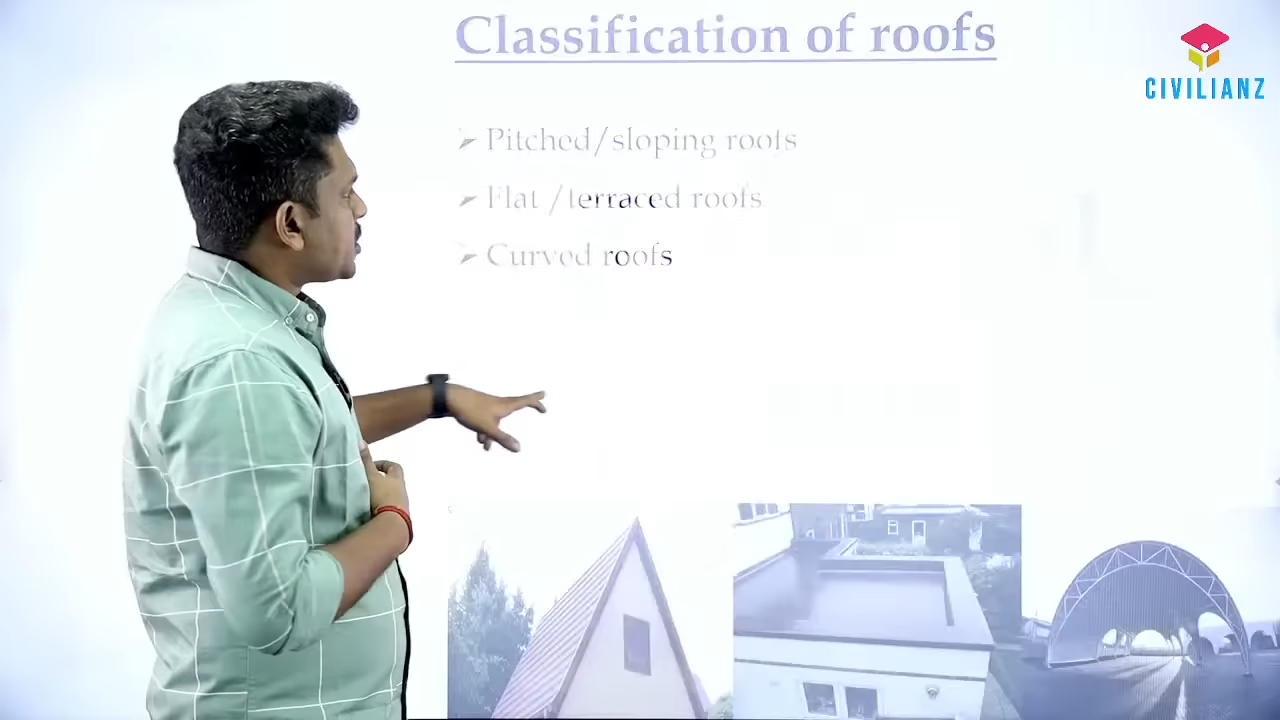 Classification of roofs
CIVILIANZ
➢ Pitched/sloping roofs
➢ Flat /terraced roofs
➢ Curved roofs